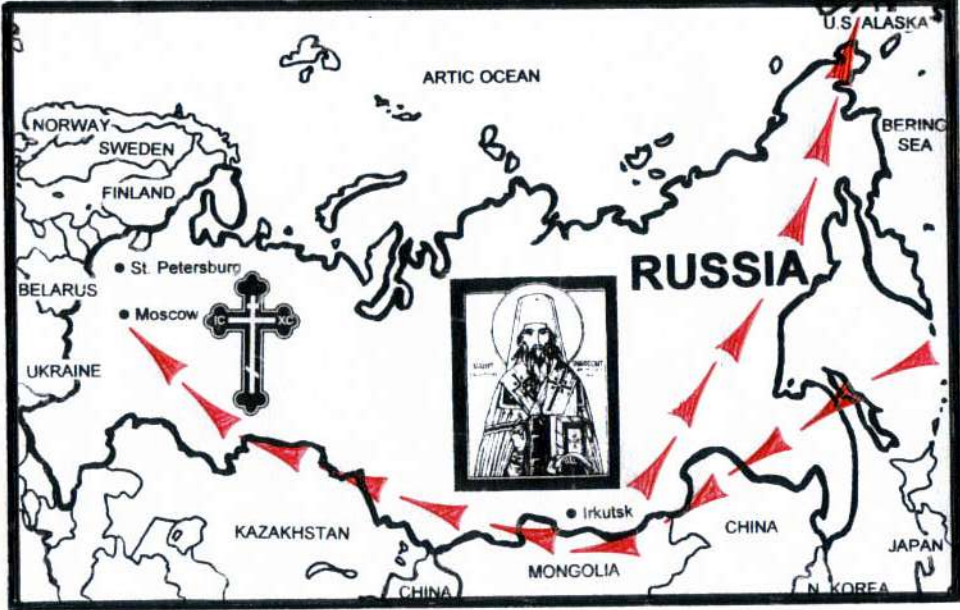 U.S. ALASKA
ARTIC OCEAN
NORWAY
SWEDEN
BERING
SEA
FINLAND
St. Petersburg
RUSSIA
BELARUS
IC XC
Moscow
SAINT
UKRAINE
Irkutsk
KAZAKHSTAN
CHINA
JAPAN
MONGOLIA
CHINA
N. KOREA